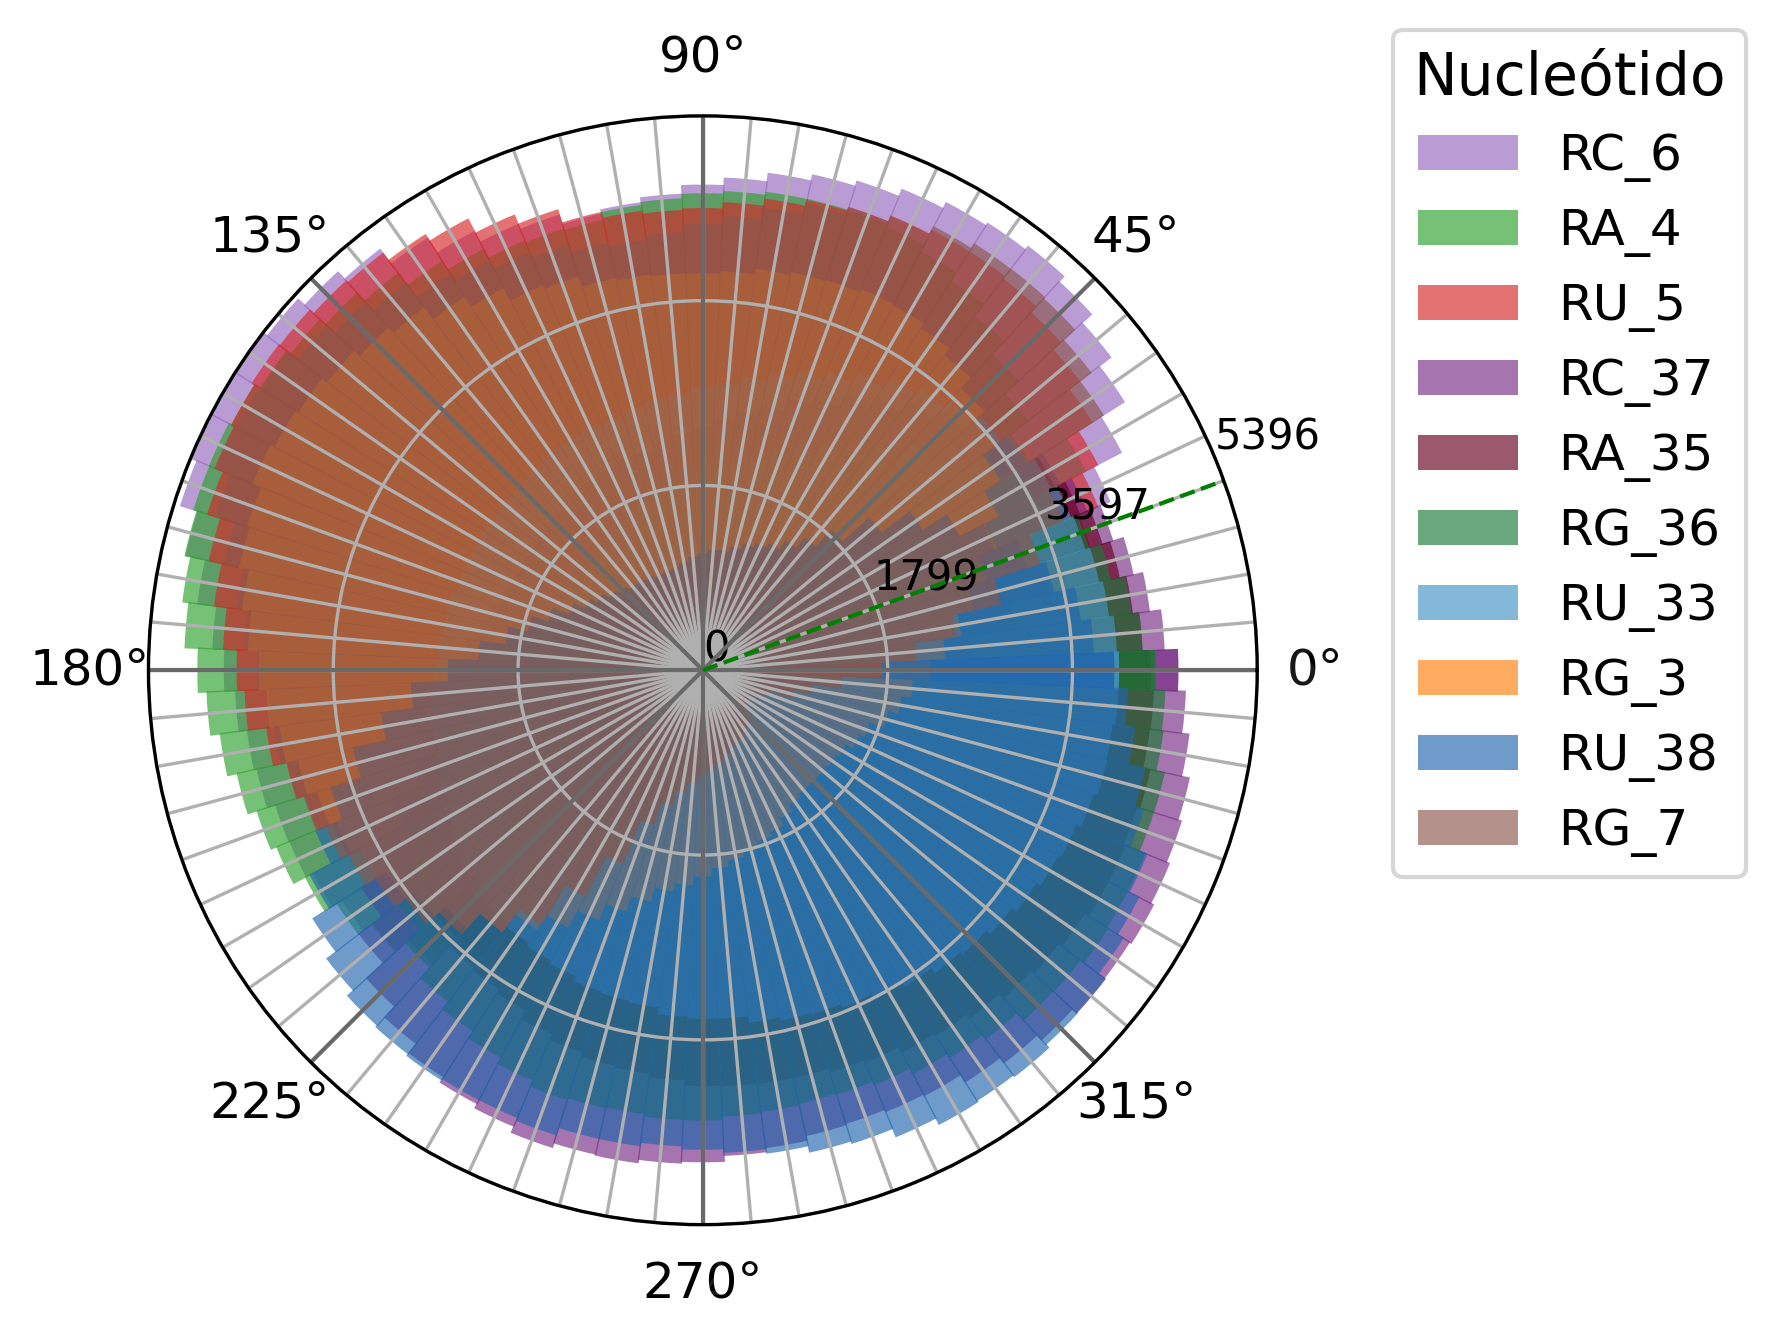 90°
135°
45°
180°
0°
225°
315°
270°
5396
3597
1799
0
Nucleótido
RC_6
RA_4
RU_5
RC_37
RA_35
RG_36
RU_33
RG_3
RU_38
RG_7